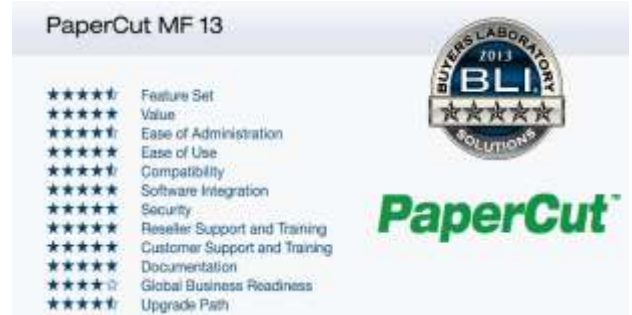 PaperCut MF 13
★★★★⯪ Feature Set
★★★★★ Value
★★★★⯪ Ease of Administration
★★★★★ Ease of Use
★★★★⯪ Compatibility
★★★★★ Software Integration
★★★★★ Security
★★★★★ Reseller Support and Training
★★★★★ Customer Support and Training
★★★★★ Documentation
★★★★☆ Global Business Readiness
★★★★⯪ Upgrade Path
BUYERS LABORATORY
2013
BLI
★★★★★
SOLUTIONS
PaperCut™